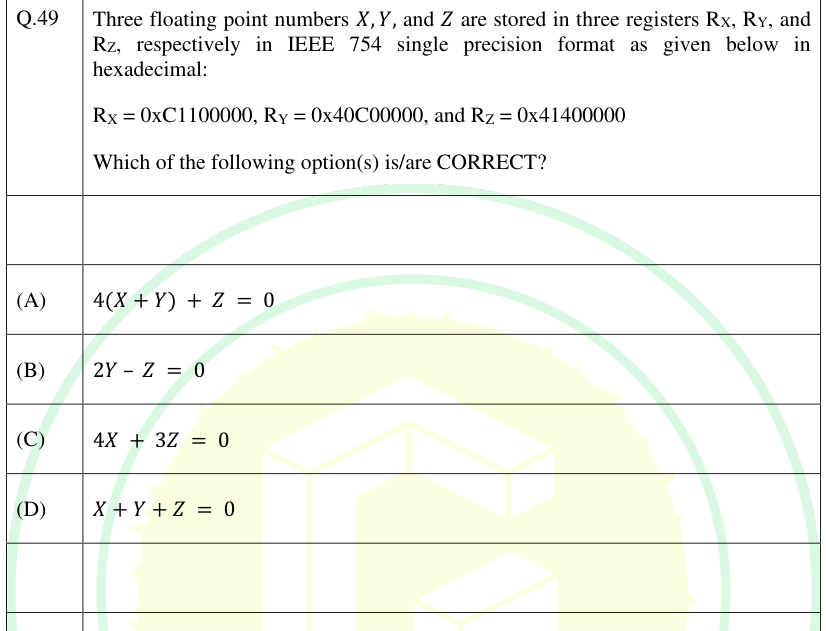 Q.49 Three floating point numbers X, Y, and Z are stored in three registers RX, RY, and
RZ, respectively in IEEE 754 single precision format as given below in
hexadecimal:
RX = 0xC1100000, RY = 0x40C00000, and RZ = 0x41400000
Which of the following option(s) is/are CORRECT?
(A) 4(X + Y) + Z = 0
(B) 2Y – Z = 0
(C) 4X + 3Z = 0
(D) X + Y + Z = 0